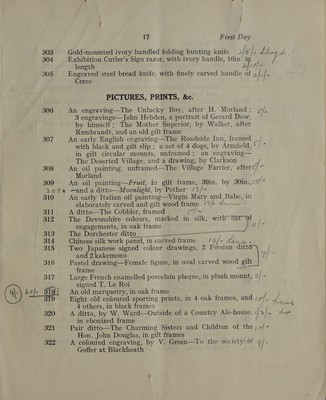 17 First Day
303 Gold-mounted ivory handled folding hunting knife
304 Exhibition Cutler's Sign razor, with ivory handle, 16in. in
length
305 Engraved steel bread knife, with finely carved handle of
Ceres
PICTURES, PRINTS, &c.
306 An engraving—The Unlucky Boy, after H. Morland ;
3 engravings—John Hebden, a portrait of Gerard Dow,
by himself ; The Mother Superior, by Walker, after
Rembrandt, and an old gilt frame
307 An early English engraving—The Roadside Inn, framed
with black and gilt slip ; a set of 4 dogs, by Armfield,
in gilt circular mounts, unframed ; an engraving—
The Deserted Village, and a drawing, by Clarkson
308 An oil painting, unframed—The Village Farrier, after
Morland
309 An oil painting—Fruit, in gilt frame, 39in. by 30in.
and a ditto—Moonlight, by Pether
310 An early Italian oil painting—Virgin Mary and Babe, in
elaborately carved and gilt wood frame
311 A ditto—The Cobbler, framed
312 The Devonshire colours, marked in silk, with list of
engagements, in oak frame
313 The Dorchester ditto
314 Chinese silk work panel, in carved frame
315 Two Japanese signed colour drawings, 2 Persian ditto
and 2 kakemono
316 Pastel drawing—Female figure, in oval carved wood gilt
frame
317 Large French enamelled porcelain plaque, in plush mount,
signed T. Le Roi
318 An old marquetry, in oak frame
319 Eight old coloured sporting prints, in 4 oak frames, and
4 others, in black frames
320 A ditto, by W. Ward—Outside of a Country Ale-house,
in ebonized frame
321 Pair ditto—The Charming Sisters and Children of the
Hon. John Douglas, in gilt frames
322 A coloured engraving, by V. Green—To the society of
Goffer at Blackheath